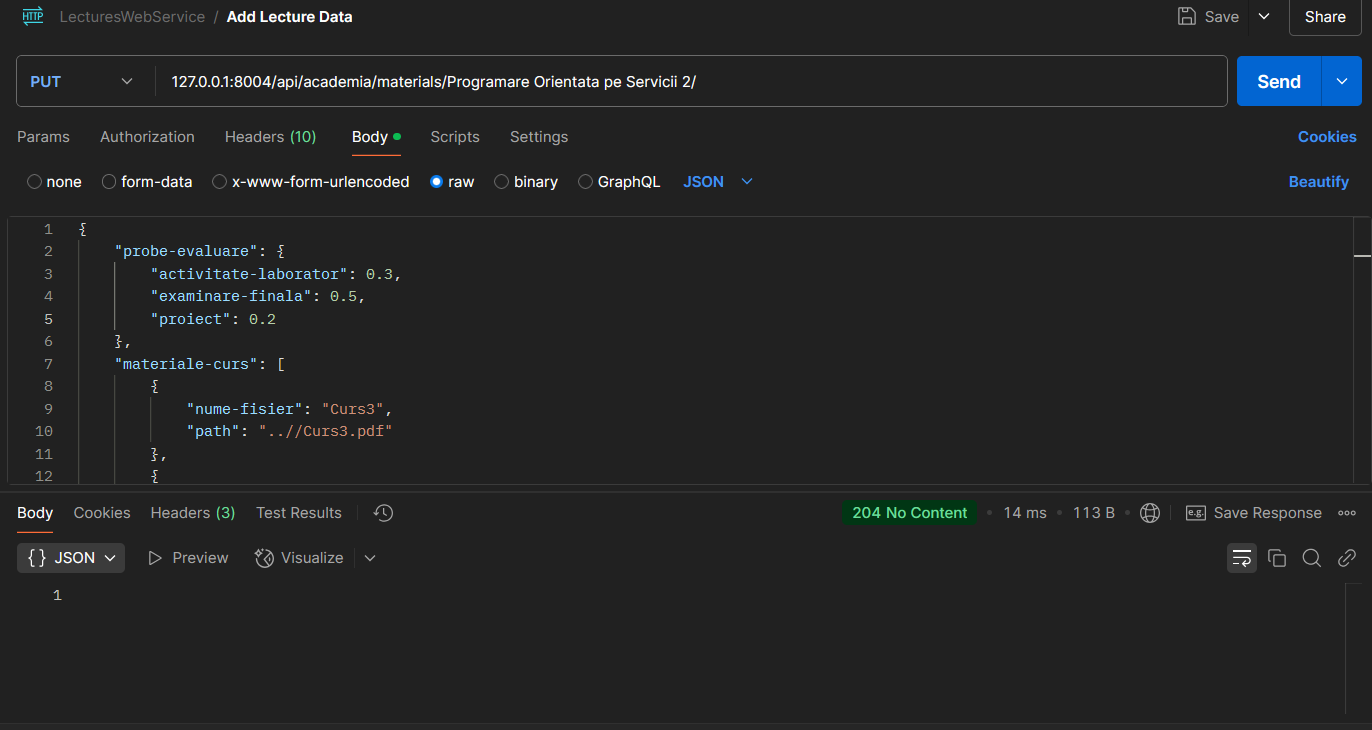 HTTP LecturesWebService / Add Lecture Data Save Share
PUT 127.0.0.1:8004/api/academia/materials/Programare Orientata pe Servicii 2/ Send
Params Authorization Headers (10) Body Scripts Settings Cookies
none form-data x-www-form-urlencoded raw binary GraphQL JSON Beautify
1 {
2 "probe-evaluare": {
3 "activitate-laborator": 0.3,
4 "examinare-finala": 0.5,
5 "proiect": 0.2
6 },
7 "materiale-curs": [
8 {
9 "nume-fisier": "Curs3",
10 "path": "..//Curs3.pdf"
11 },
12 {
Body Cookies Headers (3) Test Results 204 No Content • 14 ms • 113 B • e.g. Save Response
{} JSON Preview Visualize
1